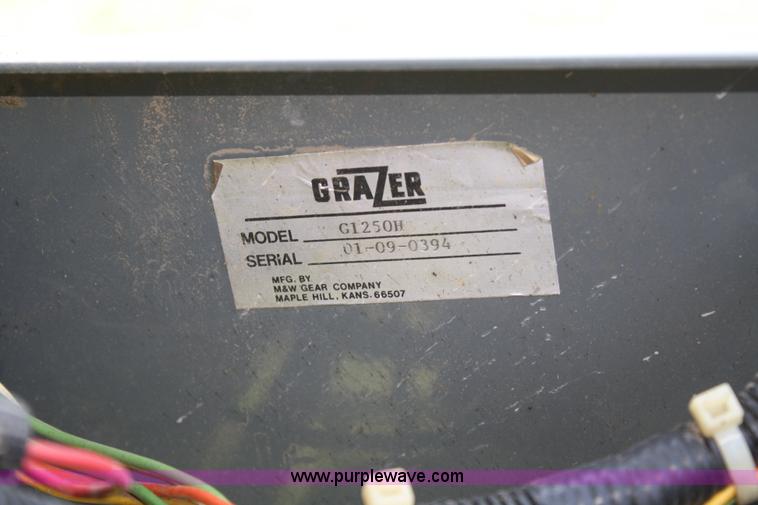 GRAZER
MODEL G1250H
SERIAL 01-09-0394
MFG. BY
M&W GEAR COMPANY
MAPLE HILL, KANS. 66507
www.purplewave.com